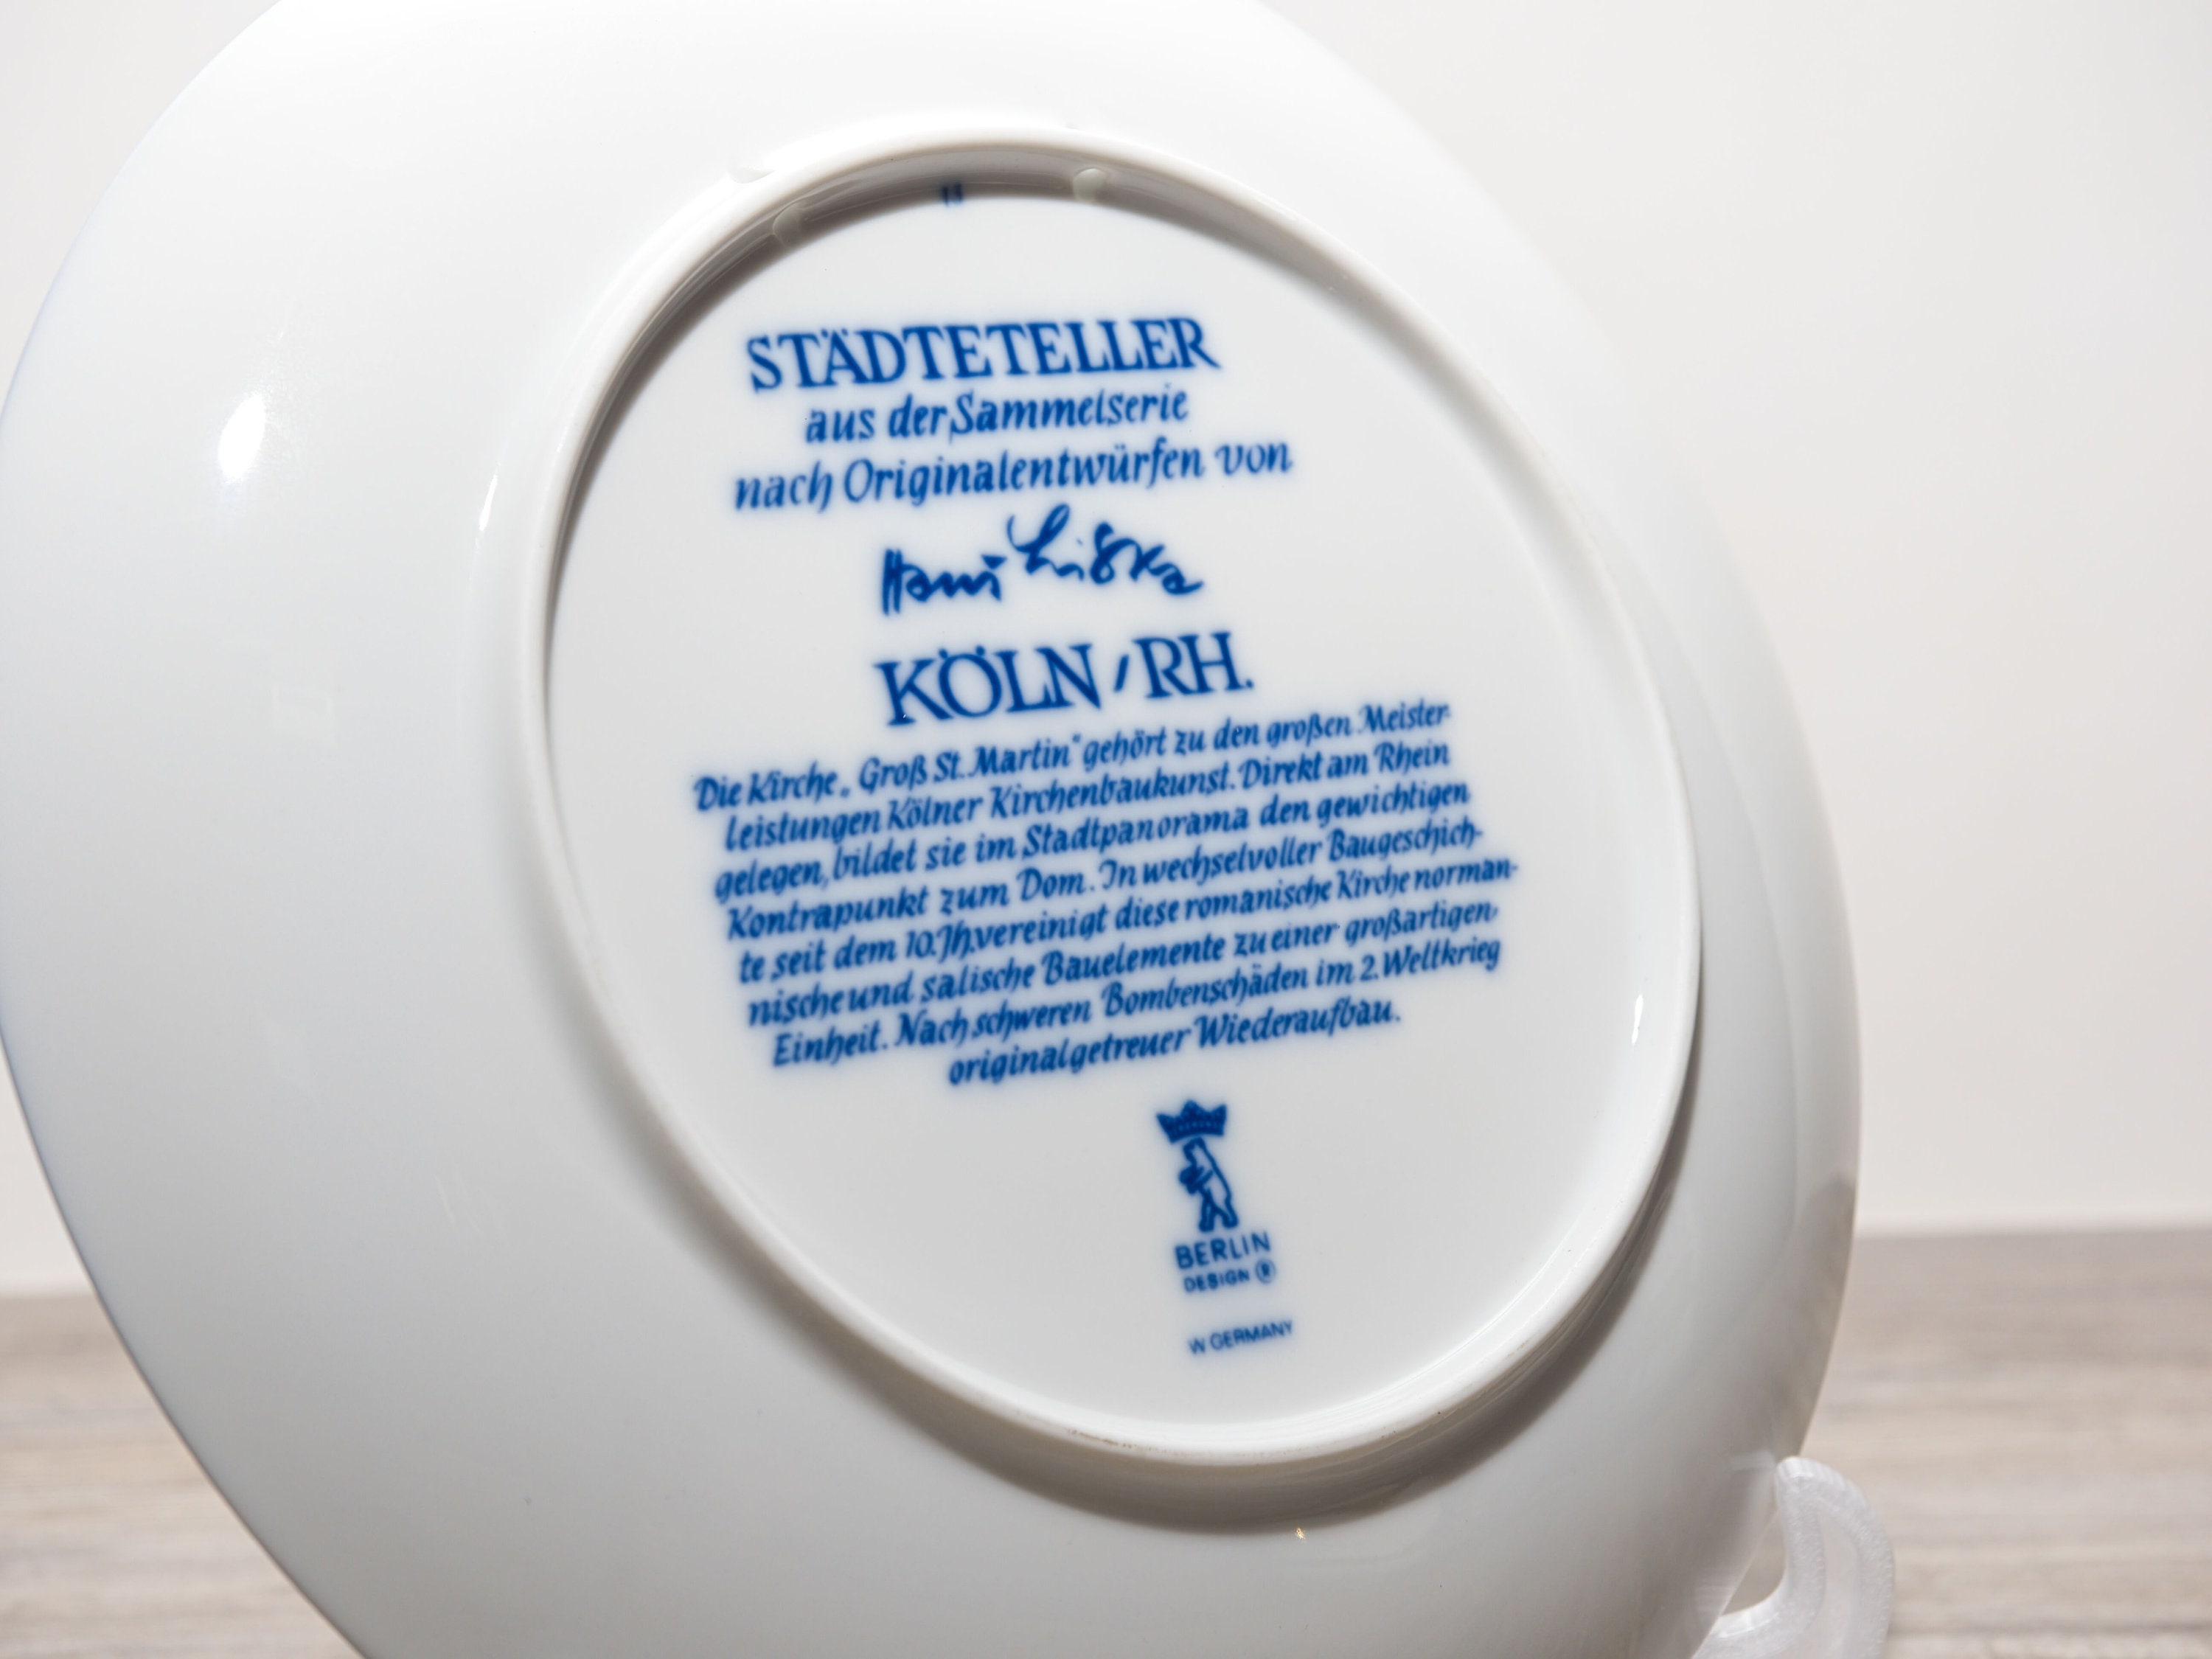 STÄDTETELLER
aus der Sammelserie
nach Originalentwürfen von
Hans Liska
KÖLN/RH.
Die Kirche „Groß St. Martin“ gehört zu den großen Meister-
leistungen Kölner Kirchenbaukunst. Direkt am Rhein
gelegen, bildet sie im Stadtpanorama den gewichtigen
Kontrapunkt zum Dom. In wechselvoller Baugeschich-
te seit dem 10. Jh. vereinigt diese romanische Kirche norman-
nische und salische Bauelemente zu einer großartigen
Einheit. Nach schweren Bombenschäden im 2. Weltkrieg
originalgetreuer Wiederaufbau.
BERLIN
DESIGN ®
W GERMANY